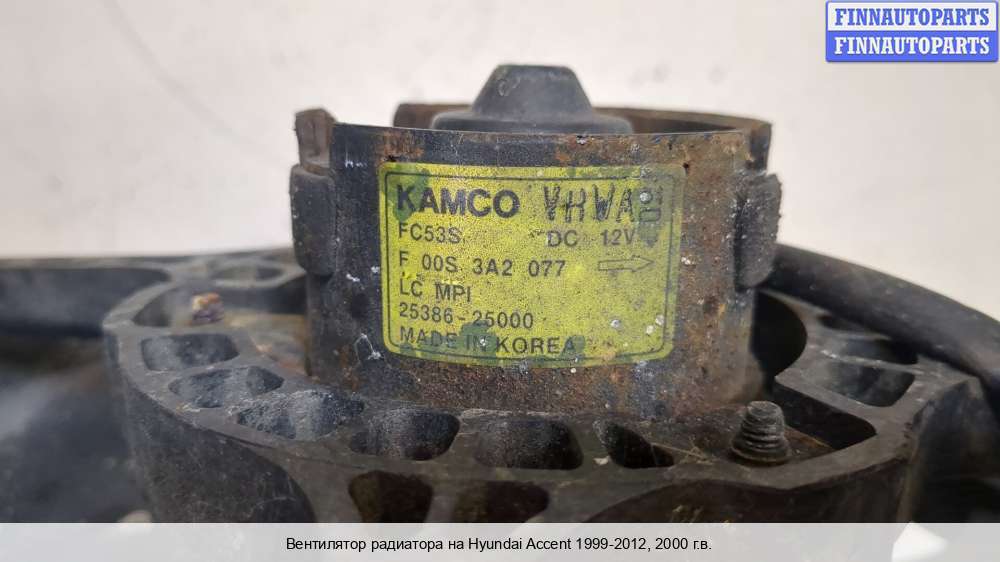 FINNAUTOPARTS
FINNAUTOPARTS
KAMCO
FC53S DC 12V
F 00S 3A2 077
LC MPI
25386-25000
MADE IN KOREA
Вентилятор радиатора на Hyundai Accent 1999-2012, 2000 г.в.